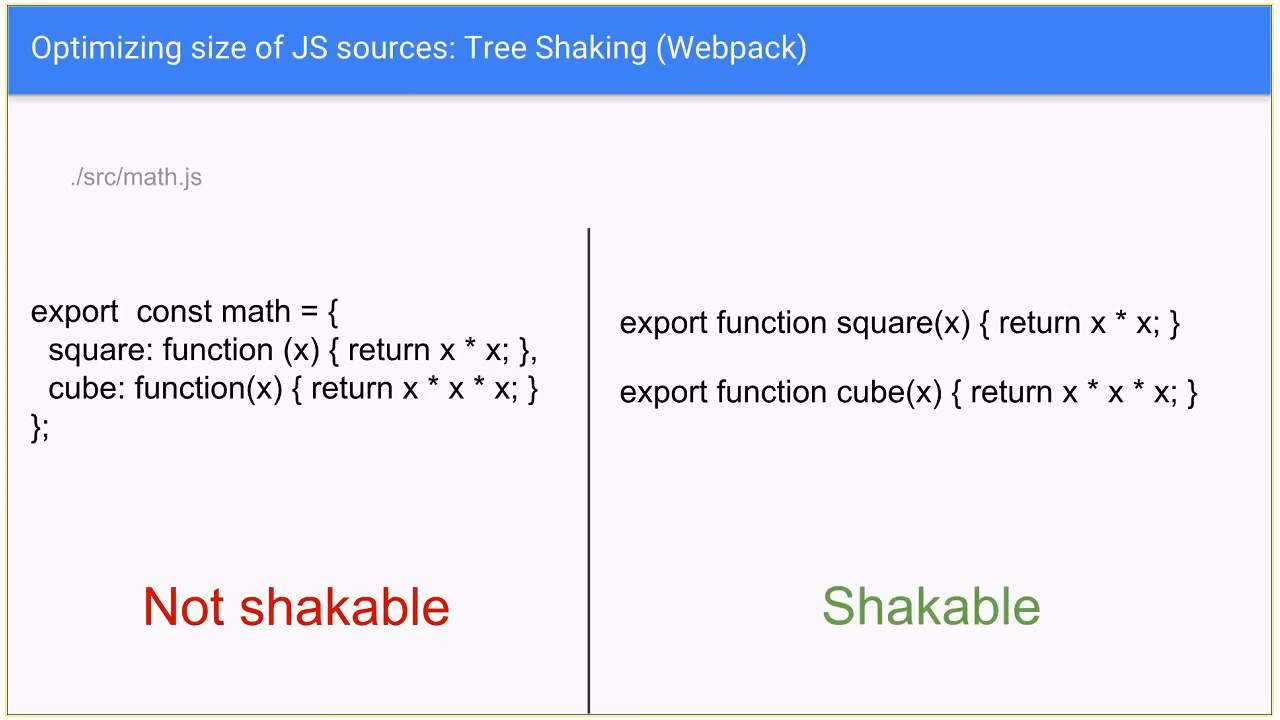 Optimizing size of JS sources: Tree Shaking (Webpack)
./src/math.js
export  const math = {
  square: function (x) { return x * x; },
  cube: function(x) { return x * x * x; }
};
Not shakable
export function square(x) { return x * x; }
export function cube(x) { return x * x * x; }
Shakable